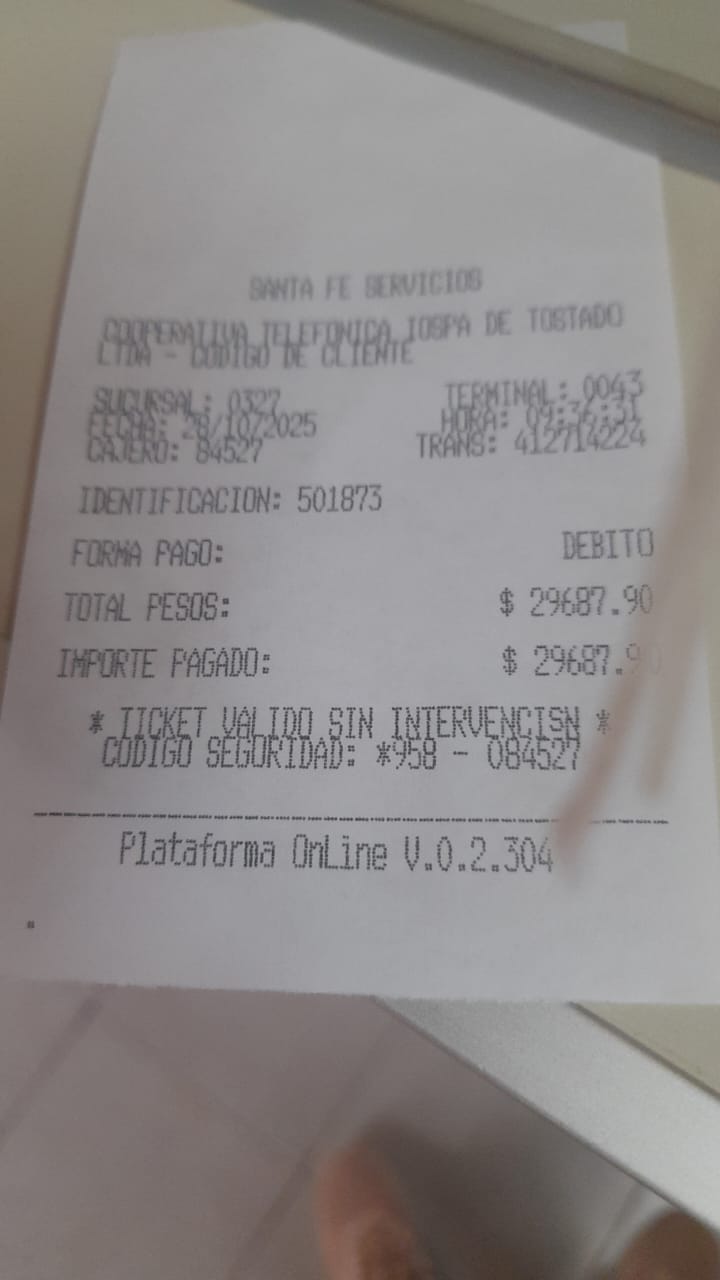 SANTA FE SERVICIOS
COOPERATIVA TELEFONICA IOSPA DE TOSTADO
LTDA - CODIGO DE CLIENTE
SUCURSAL: 0327 TERMINAL: 0043
FECHA: 28/10/2025 HORA: 09:36:31
CAJERO: 84527 TRANS: 412714224
IDENTIFICACION: 501873
FORMA PAGO: DEBITO
TOTAL PESOS: $ 29687.90
IMPORTE PAGADO: $ 29687.90
* TICKET VALIDO SIN INTERVENCISN *
CODIGO SEGURIDAD: *958 - 084527
Plataforma OnLine V.0.2.304